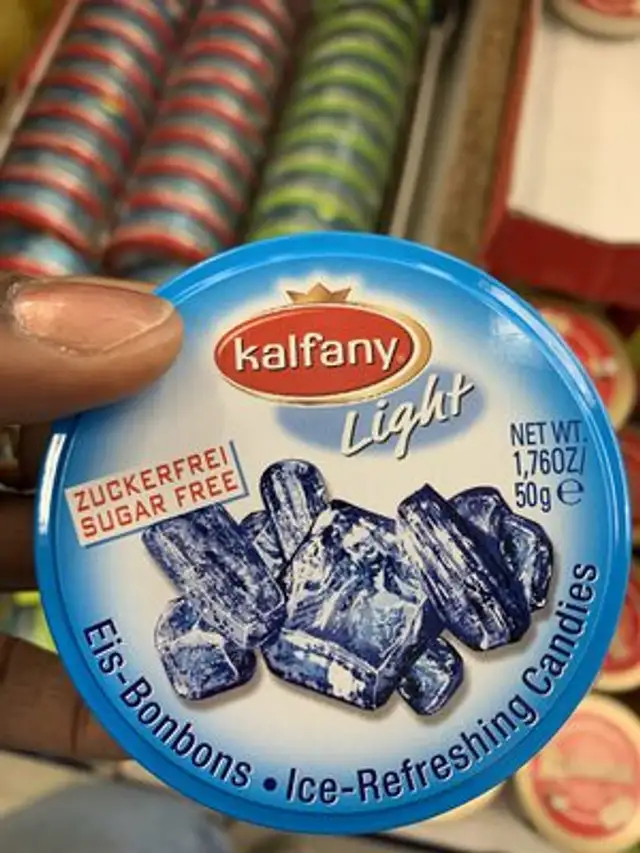 kalfany
Light
ZUCKERFREI
SUGAR FREE
NET WT.
1,76OZ/
50g e
Eis-Bonbons • Ice-Refreshing Candies